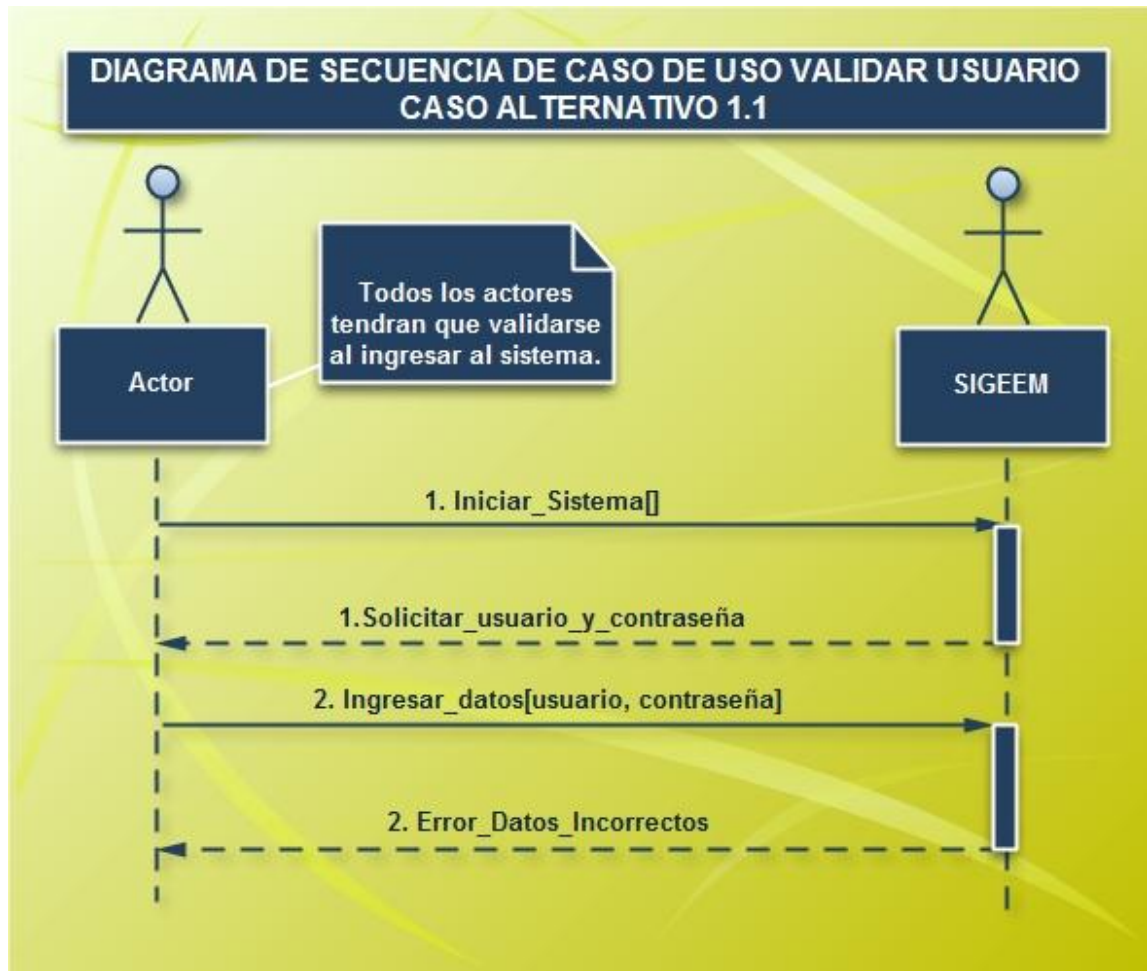 DIAGRAMA DE SECUENCIA DE CASO DE USO VALIDAR USUARIO
CASO ALTERNATIVO 1.1
Todos los actores
tendran que validarse
al ingresar al sistema.
Actor
SIGEEM
1. Iniciar_Sistema[]
1.Solicitar_usuario_y_contraseña
2. Ingresar_datos[usuario, contraseña]
2. Error_Datos_Incorrectos